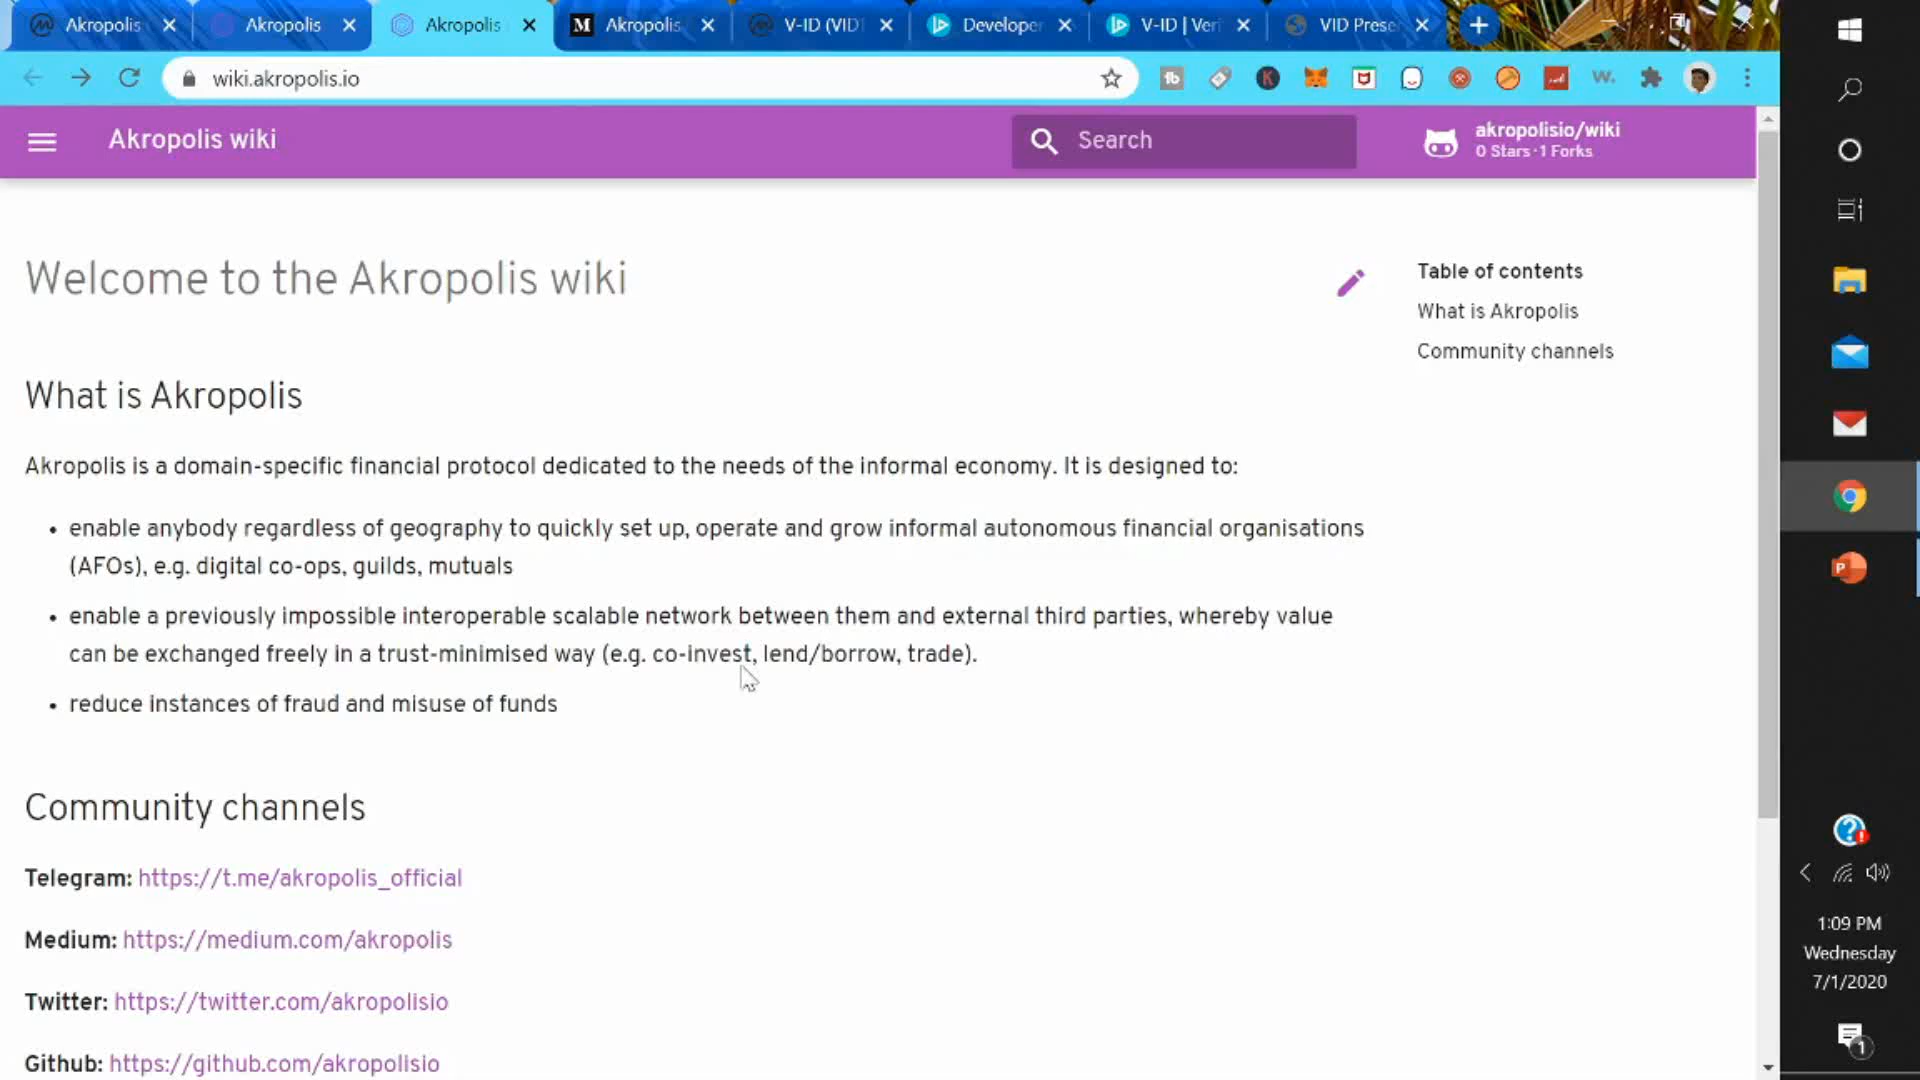 Akropolis
Akropolis
Akropolis
M
Akropolis
V-ID (VID
Developer
V-ID | Veri
VID Prese
wiki.akropolis.io
Akropolis wiki
Search
akropolisio/wiki
0 Stars · 1 Forks
Welcome to the Akropolis wiki
Table of contents
What is Akropolis
Community channels
What is Akropolis
Akropolis is a domain-specific financial protocol dedicated to the needs of the informal economy. It is designed to:
• enable anybody regardless of geography to quickly set up, operate and grow informal autonomous financial organisations
(AFOs), e.g. digital co-ops, guilds, mutuals
• enable a previously impossible interoperable scalable network between them and external third parties, whereby value
can be exchanged freely in a trust-minimised way (e.g. co-invest, lend/borrow, trade).
• reduce instances of fraud and misuse of funds
Community channels
Telegram: https://t.me/akropolis_official
Medium: https://medium.com/akropolis
Twitter: https://twitter.com/akropolisio
Github: https://github.com/akropolisio
1:09 PM
Wednesday
7/1/2020
1